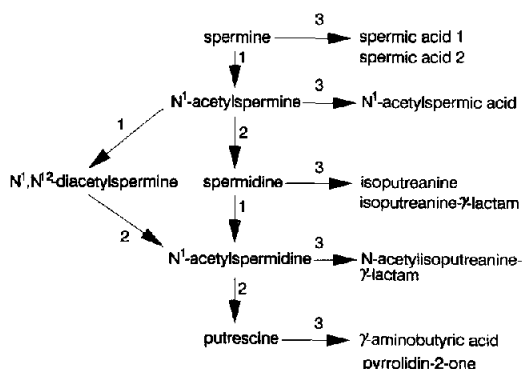 spermine 3 spermic acid 1
spermic acid 2
1
N¹-acetylspermine 3 N¹-acetylspermic acid
1 2
N¹,N¹²-diacetylspermine spermidine 3 isoputreanine
isoputreanine-γ-lactam
2 1
N¹-acetylspermidine 3 N-acetylisoputreanine-
γ-lactam
2
putrescine 3 γ-aminobutyric acid
pyrrolidin-2-one